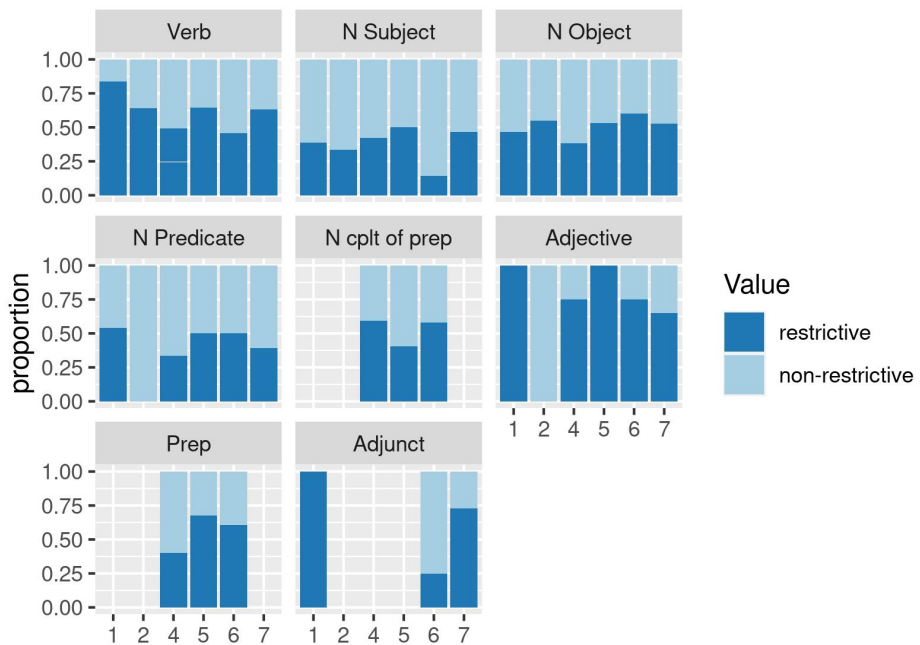 Verb N Subject N Object
1.00
0.75
0.50
0.25
0.00
N Predicate N cplt of prep Adjective
1.00
0.75
0.50
0.25
0.00
1 2 4 5 6 7
Prep Adjunct
1.00
0.75
0.50
0.25
0.00
1 2 4 5 6 7 1 2 4 5 6 7
proportion
Value
restrictive
non-restrictive